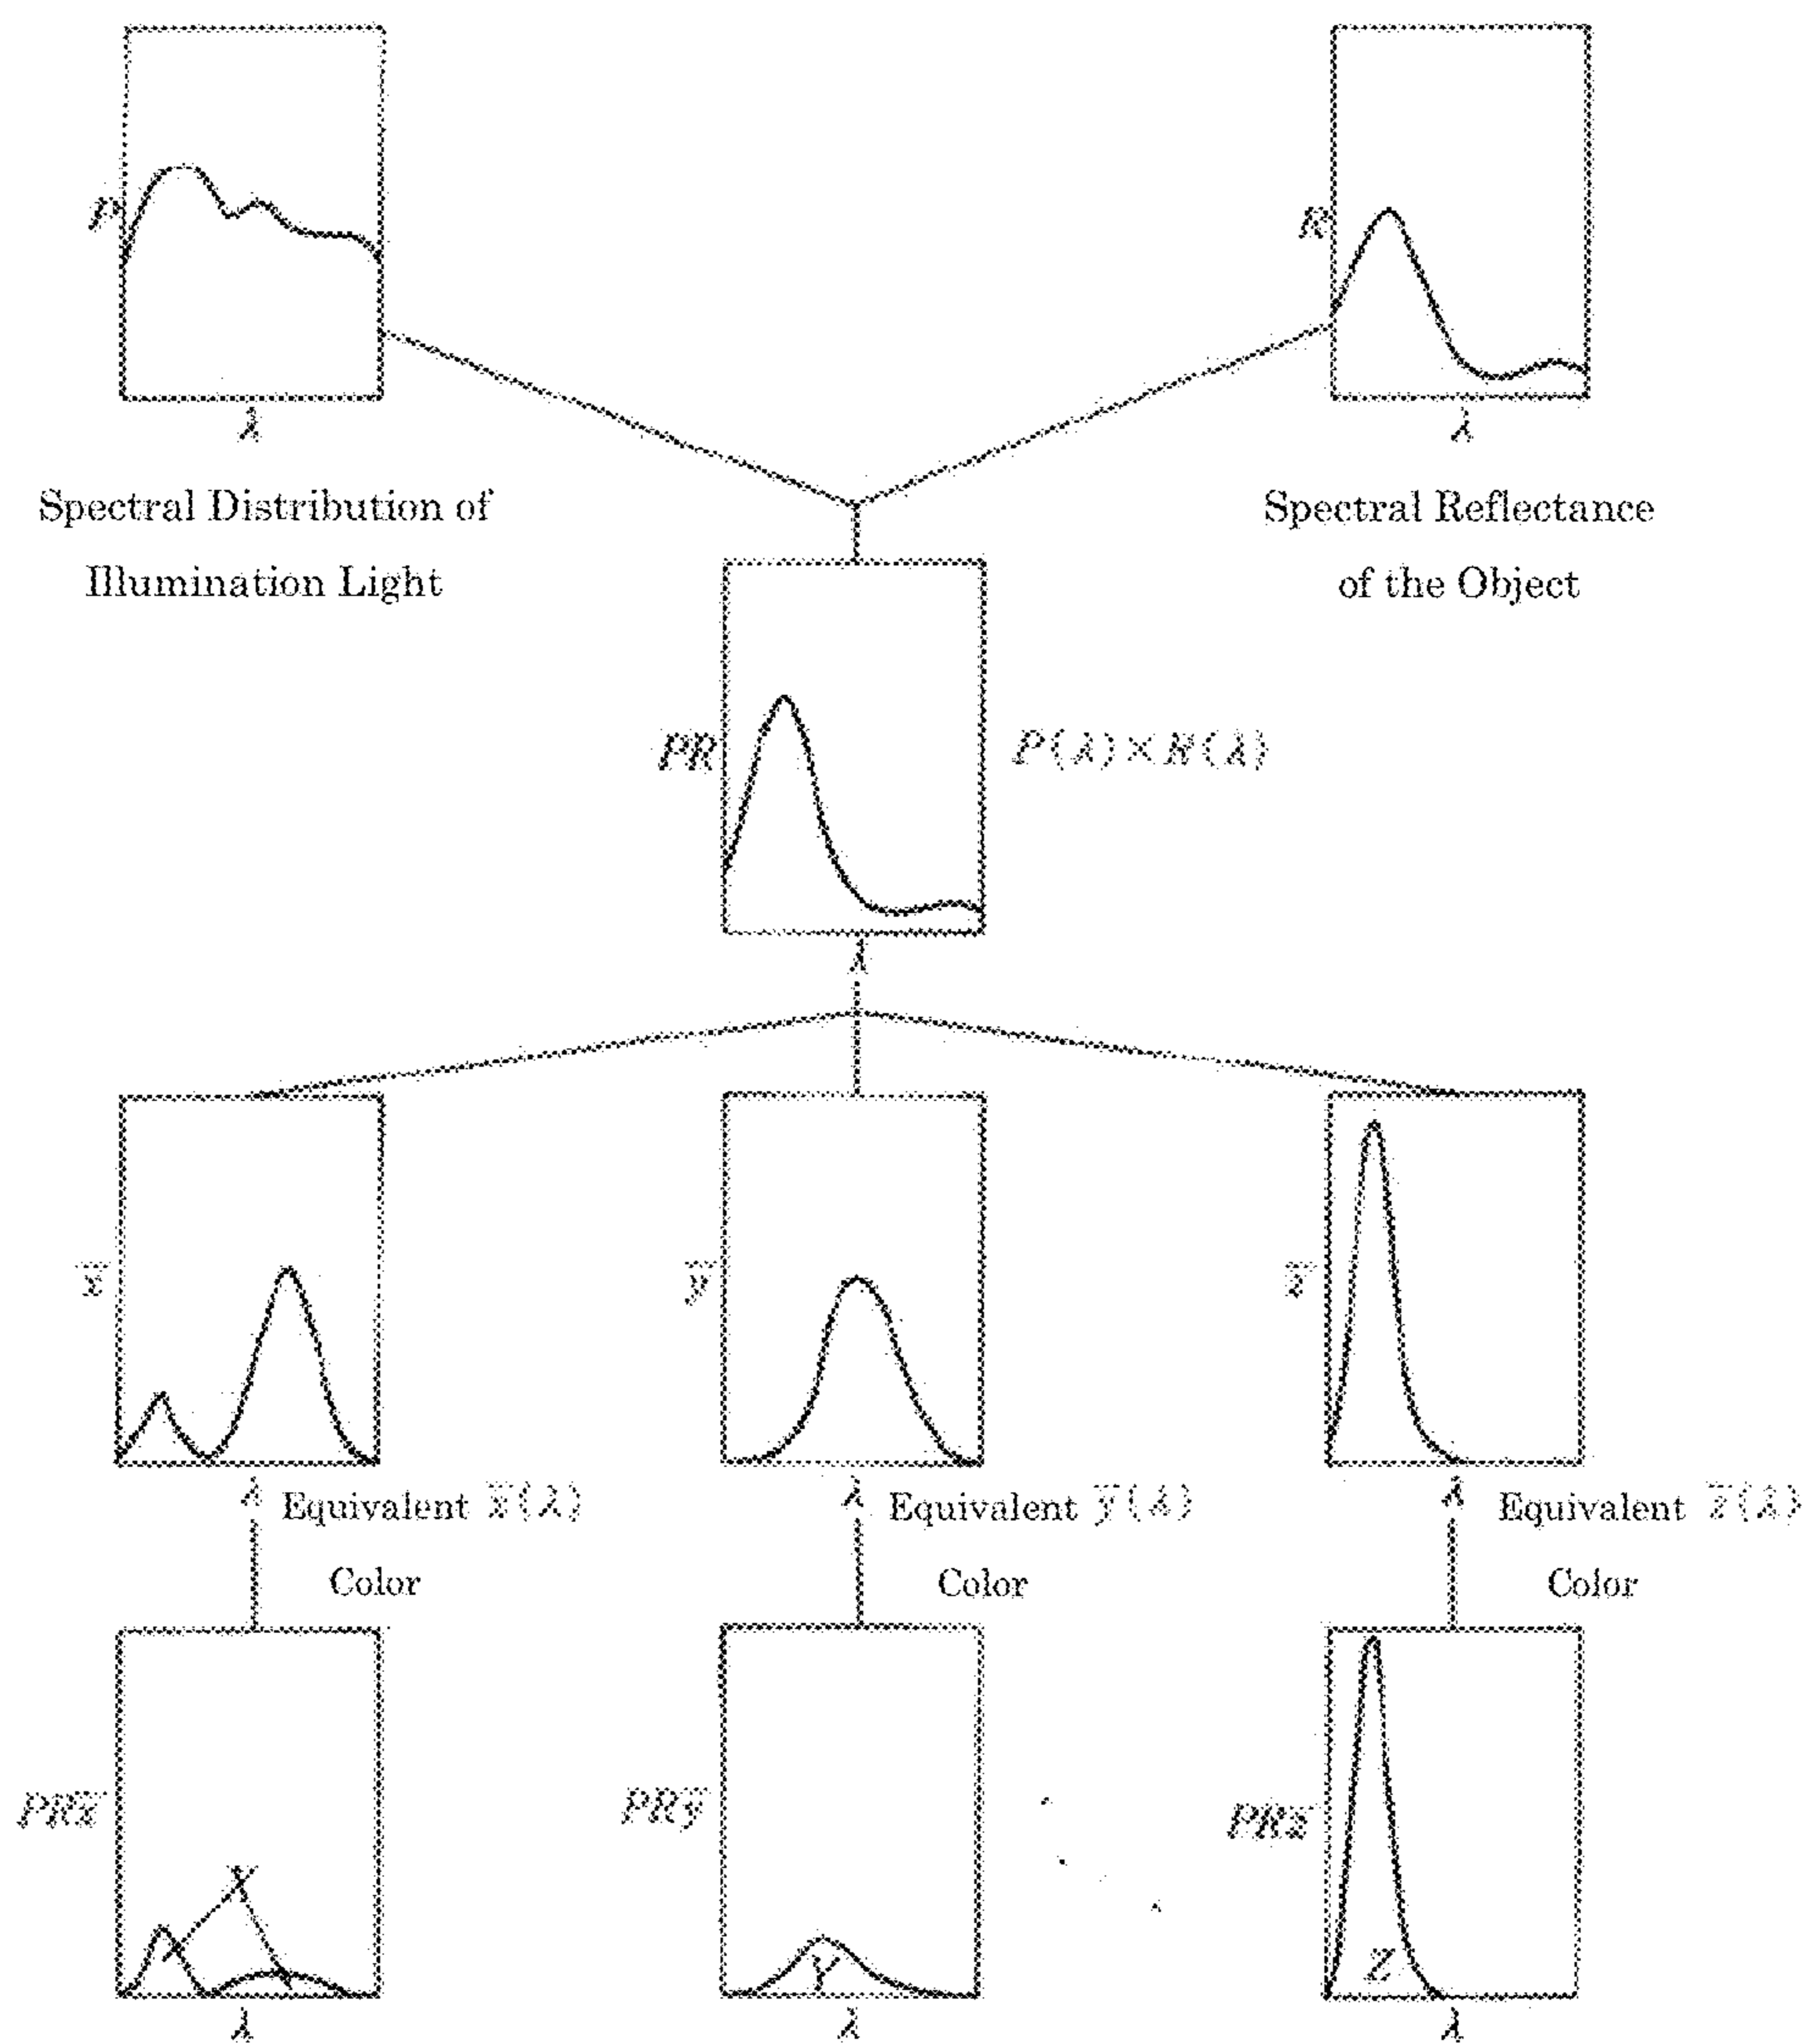 P
R
λ
λ
Spectral Distribution of
Illumination Light
Spectral Reflectance
of the Object
PR
P(λ)×R(λ)
λ
x̅
y̅
z̅
λ Equivalent x̅(λ)
Color
λ Equivalent y̅(λ)
Color
λ Equivalent z̅(λ)
Color
PRx̅
X
PRy̅
Y
PRz̅
Z
λ
λ
λ